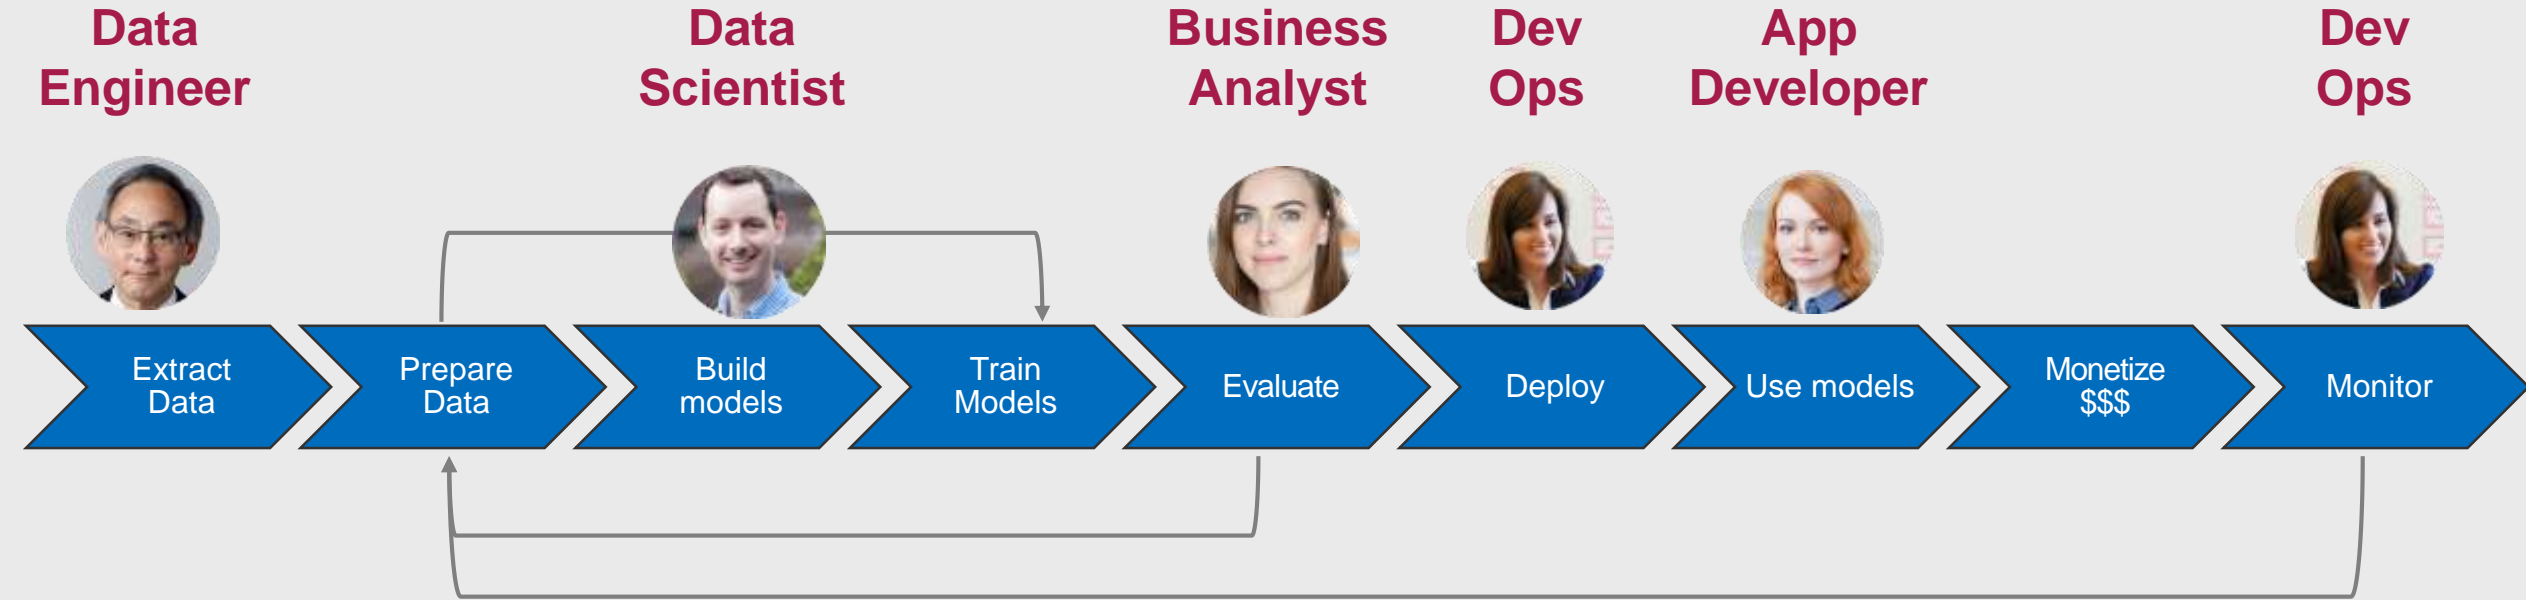 Data
Engineer
Data
Scientist
Business
Analyst
Dev
Ops
App
Developer
Dev
Ops
Extract
Data
Prepare
Data
Build
models
Train
Models
Evaluate
Deploy
Use models
Monetize
$$$
Monitor